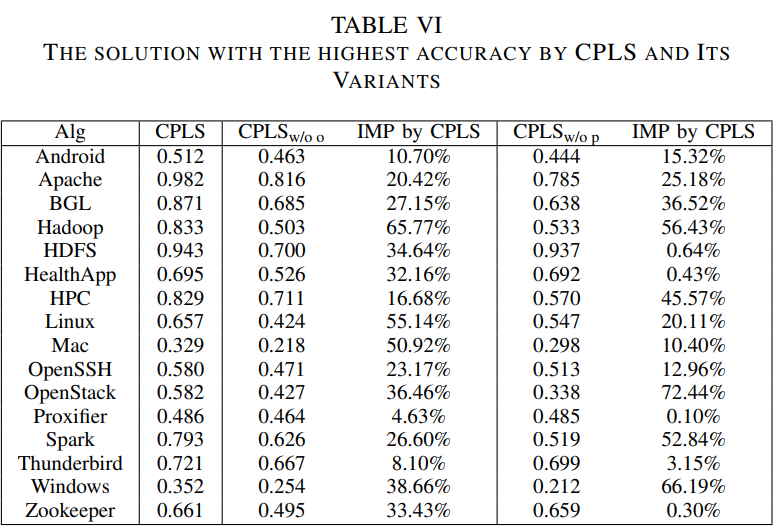 TABLE VI
THE SOLUTION WITH THE HIGHEST ACCURACY BY CPLS AND ITS
VARIANTS
Alg CPLS CPLSw/o o IMP by CPLS CPLSw/o p IMP by CPLS
Android 0.512 0.463 10.70% 0.444 15.32%
Apache 0.982 0.816 20.42% 0.785 25.18%
BGL 0.871 0.685 27.15% 0.638 36.52%
Hadoop 0.833 0.503 65.77% 0.533 56.43%
HDFS 0.943 0.700 34.64% 0.937 0.64%
HealthApp 0.695 0.526 32.16% 0.692 0.43%
HPC 0.829 0.711 16.68% 0.570 45.57%
Linux 0.657 0.424 55.14% 0.547 20.11%
Mac 0.329 0.218 50.92% 0.298 10.40%
OpenSSH 0.580 0.471 23.17% 0.513 12.96%
OpenStack 0.582 0.427 36.46% 0.338 72.44%
Proxifier 0.486 0.464 4.63% 0.485 0.10%
Spark 0.793 0.626 26.60% 0.519 52.84%
Thunderbird 0.721 0.667 8.10% 0.699 3.15%
Windows 0.352 0.254 38.66% 0.212 66.19%
Zookeeper 0.661 0.495 33.43% 0.659 0.30%